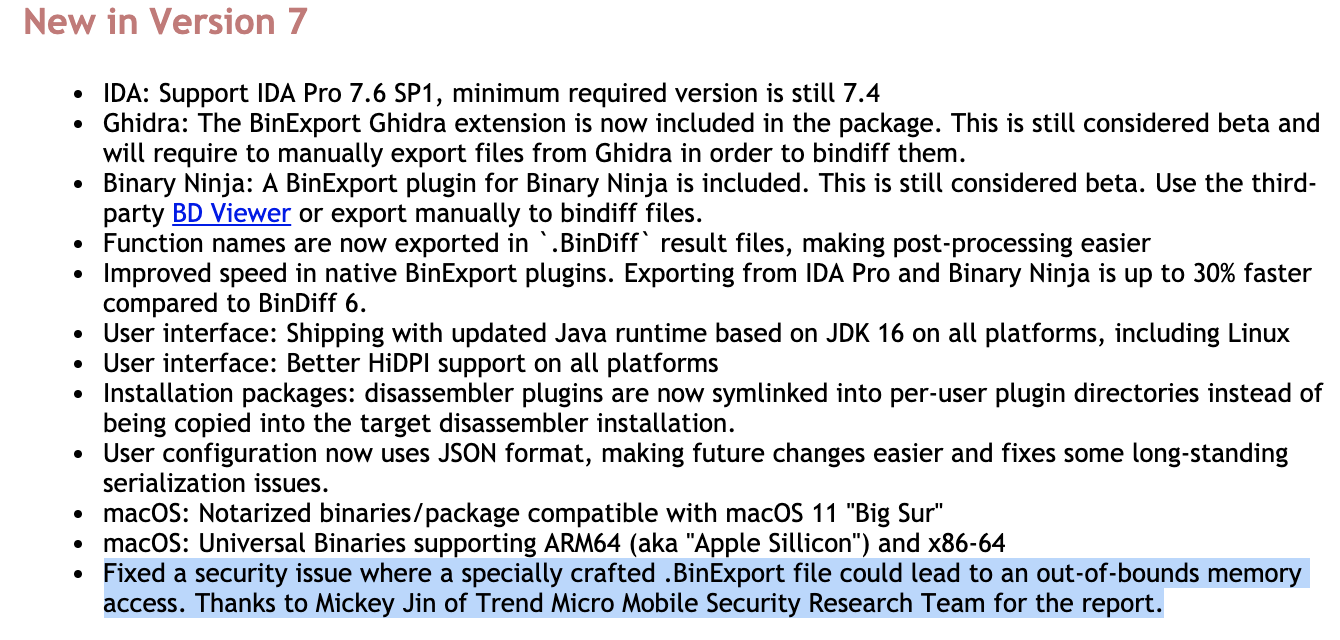 New in Version 7
• IDA: Support IDA Pro 7.6 SP1, minimum required version is still 7.4
• Ghidra: The BinExport Ghidra extension is now included in the package. This is still considered beta and
will require to manually export files from Ghidra in order to bindiff them.
• Binary Ninja: A BinExport plugin for Binary Ninja is included. This is still considered beta. Use the third-
party BD Viewer or export manually to bindiff files.
• Function names are now exported in `.BinDiff` result files, making post-processing easier
• Improved speed in native BinExport plugins. Exporting from IDA Pro and Binary Ninja is up to 30% faster
compared to BinDiff 6.
• User interface: Shipping with updated Java runtime based on JDK 16 on all platforms, including Linux
• User interface: Better HiDPI support on all platforms
• Installation packages: disassembler plugins are now symlinked into per-user plugin directories instead of
being copied into the target disassembler installation.
• User configuration now uses JSON format, making future changes easier and fixes some long-standing
serialization issues.
• macOS: Notarized binaries/package compatible with macOS 11 "Big Sur"
• macOS: Universal Binaries supporting ARM64 (aka "Apple Sillicon") and x86-64
• Fixed a security issue where a specially crafted .BinExport file could lead to an out-of-bounds memory
access. Thanks to Mickey Jin of Trend Micro Mobile Security Research Team for the report.